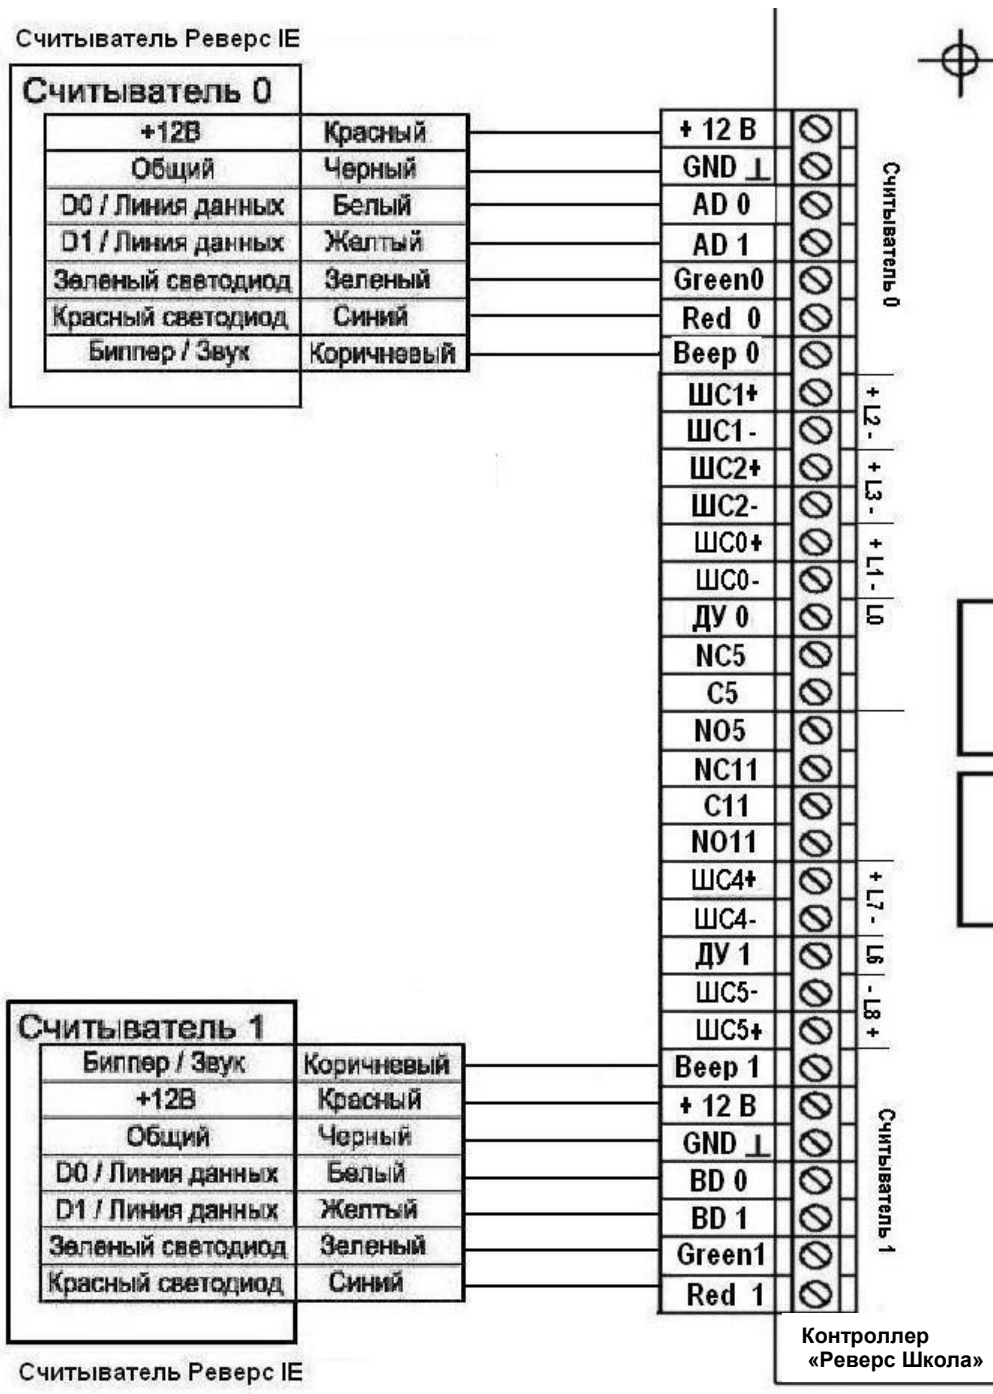 Считыватель Реверс IE
Считыватель 0
+12В Красный + 12 В
Общий Черный GND ⊥
D0 / Линия данных Белый AD 0
D1 / Линия данных Желтый AD 1
Зеленый светодиод Зеленый Green0
Красный светодиод Синий Red 0
Биппер / Звук Коричневый Beep 0
Считыватель 0
ШС1+
ШС1-
+ L2 -
ШС2+
ШС2-
+ L3 -
ШС0+
ШС0-
+ L1 -
ДУ 0 L0
NC5
C5
NO5
NC11
C11
NO11
ШС4+
ШС4-
+ L7 -
ДУ 1 L6
ШС5-
ШС5+
- L8 +
Считыватель 1
Биппер / Звук Коричневый Beep 1
+12В Красный + 12 В
Общий Черный GND ⊥
D0 / Линия данных Белый BD 0
D1 / Линия данных Желтый BD 1
Зеленый светодиод Зеленый Green1
Красный светодиод Синий Red 1
Считыватель 1
Считыватель Реверс IE
Контроллер
«Реверс Школа»